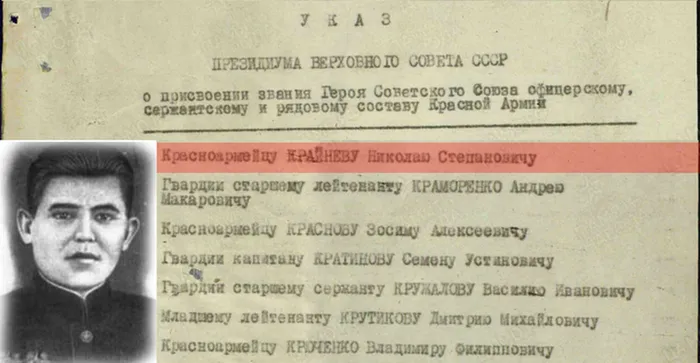 УКАЗ
ПРЕЗИДИУМА ВЕРХОВНОГО СОВЕТА СССР
о присвоении звания Героя Советского Союза офицерскому,
сержантскому и рядовому составу Красной Армии
Красноармейцу КРАЙНЕВУ Николаю Степановичу
Гвардии старшему лейтенанту КРАМОРЕНКО Андрею
Макаровичу
Красноармейцу КРАСНОВУ Зосиму Алексеевичу
Гвардии капитану КРАТИНОВУ Семену Устиновичу
Гвардии старшему сержанту КРУЖАЛОВУ Василию Ивановичу
Младшему лейтенанту КРУТИКОВУ Дмитрию Михайловичу
Красноармейцу КРЮЧЕНКО Владимиру Филипповичу